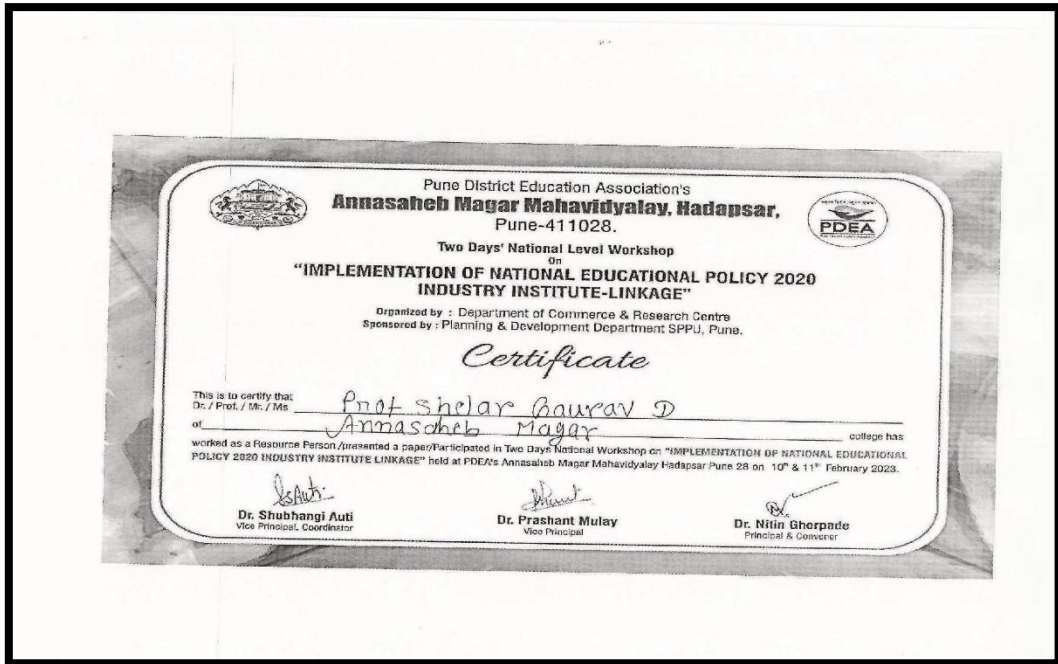 Pune District Education Association's
Annasaheb Magar Mahavidyalay, Hadapsar,
Pune-411028.
PDEA
Two Days' National Level Workshop
On
"IMPLEMENTATION OF NATIONAL EDUCATIONAL POLICY 2020
INDUSTRY INSTITUTE-LINKAGE"
Organized by : Department of Commerce & Research Centre
Sponsored by : Planning & Development Department SPPU, Pune.
Certificate
This is to certify that
Dr. / Prof. / Mr. / Ms Prof Shelar Gaurav D
of Annasaheb Magar college has
worked as a Resource Person /presented a paper/Participated in Two Days National Workshop on "IMPLEMENTATION OF NATIONAL EDUCATIONAL
POLICY 2020 INDUSTRY INSTITUTE LINKAGE" held at PDEA's Annasaheb Magar Mahavidyalay Hadapsar Pune 28 on 10th & 11th February 2023.
Dr. Shubhangi Auti
Vice Principal, Coordinator
Dr. Prashant Mulay
Vice Principal
Dr. Nitin Ghorpade
Principal & Convener